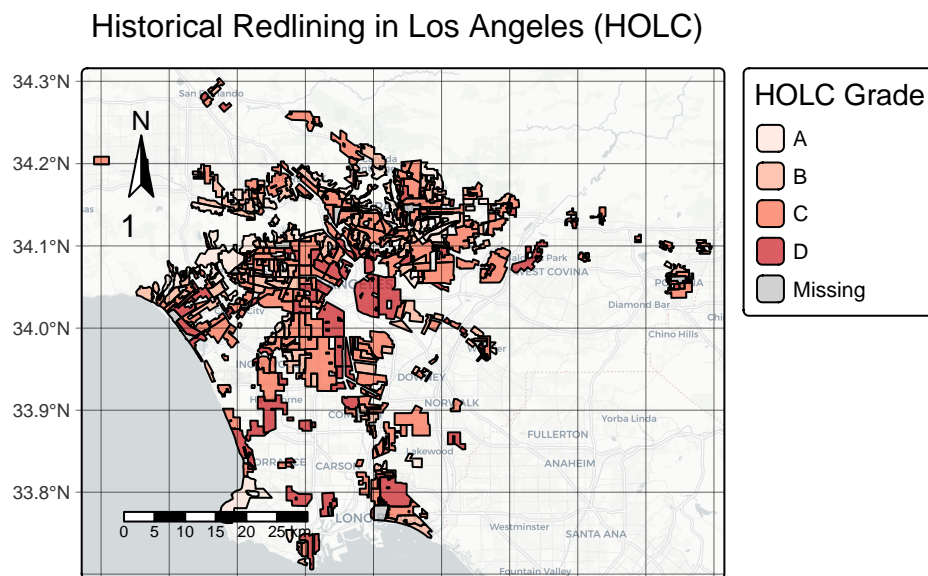 Historical Redlining in Los Angeles (HOLC)
34.3°N
34.2°N
34.1°N
34.0°N
33.9°N
33.8°N
N
1
San
WEST COVINA
Park
Diamond Bar
Chino Hills
DOWNEY
NORWALK
Yorba Linda
FULLERTON
Lakewood
ANAHEIM
CARSON
LONG
Westminster
SANTA ANA
Fountain Valley
0 5 10 15 20 25 km
HOLC Grade
A
B
C
D
Missing